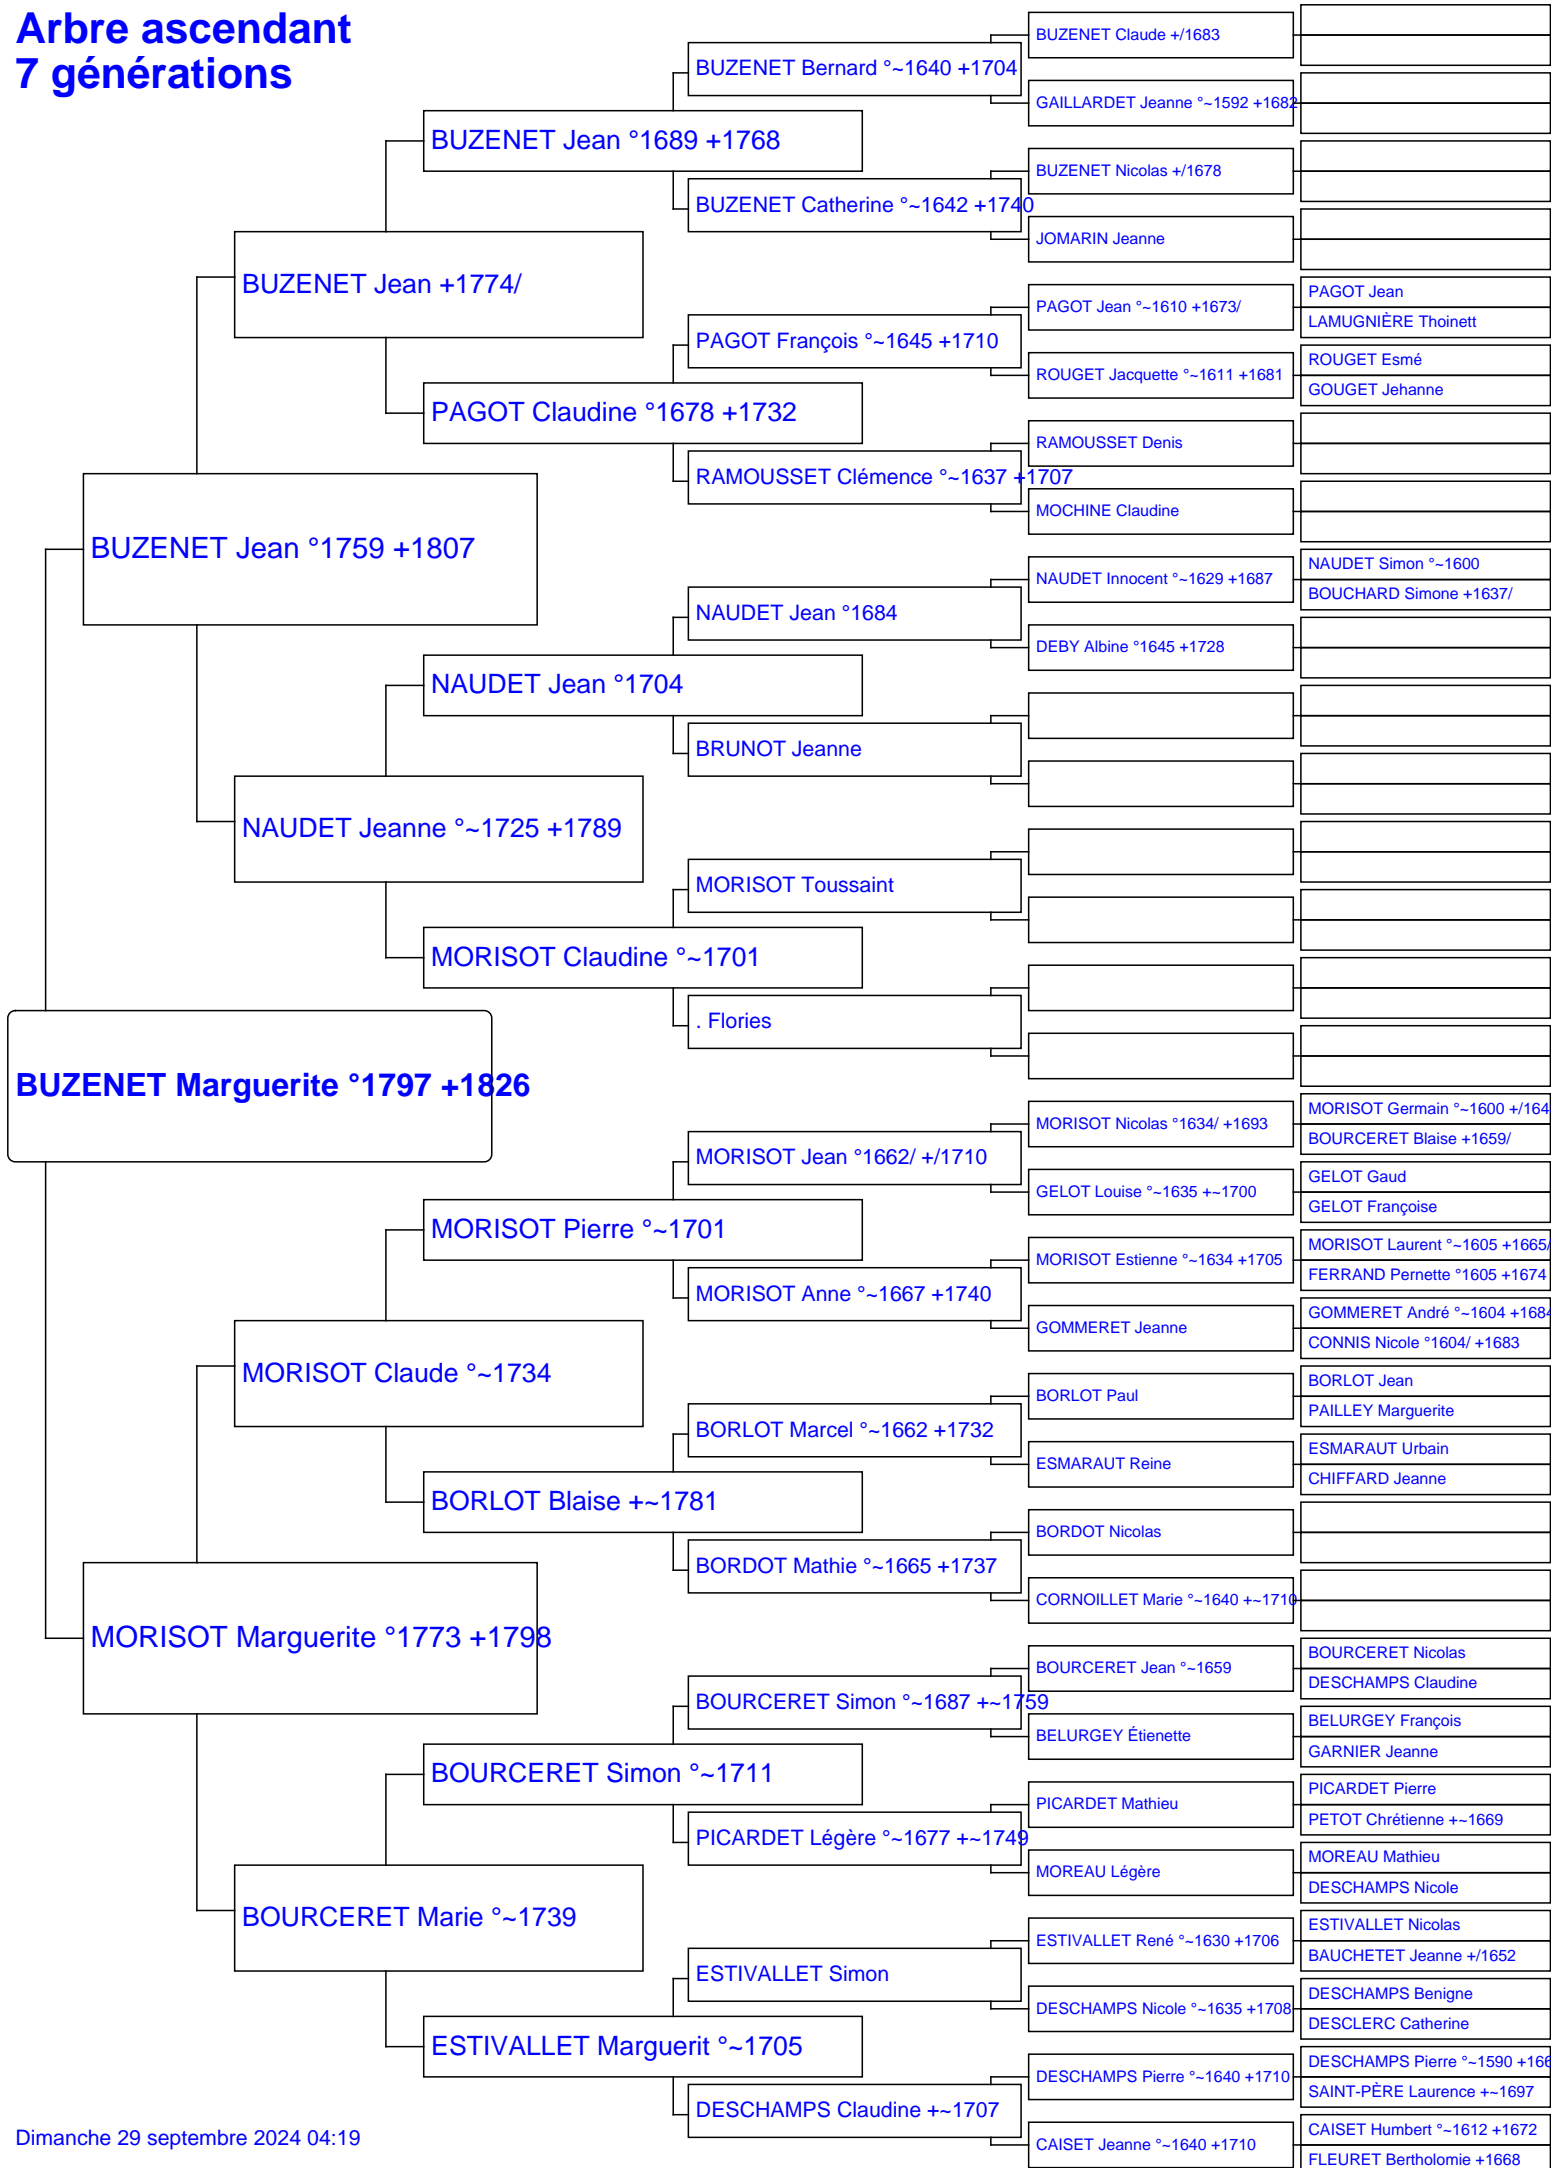 Arbre ascendant
7 générations
BUZENET Marguerite °1797 +1826
BUZENET Jean °1759 +1807
MORISOT Marguerite °1773 +1798
BUZENET Jean +1774/
NAUDET Jeanne °~1725 +1789
MORISOT Claude °~1734
BOURCERET Marie °~1739
BUZENET Jean °1689 +1768
PAGOT Claudine °1678 +1732
NAUDET Jean °1704
MORISOT Claudine °~1701
MORISOT Pierre °~1701
BORLOT Blaise +~1781
BOURCERET Simon °~1711
ESTIVALLET Marguerit °~1705
BUZENET Bernard °~1640 +1704
BUZENET Catherine °~1642 +1740
PAGOT François °~1645 +1710
RAMOUSSET Clémence °~1637 +1707
NAUDET Jean °1684
BRUNOT Jeanne
MORISOT Toussaint
. Flories
MORISOT Jean °1662/ +/1710
MORISOT Anne °~1667 +1740
BORLOT Marcel °~1662 +1732
BORDOT Mathie °~1665 +1737
BOURCERET Simon °~1687 +~1759
PICARDET Légère °~1677 +~1749
ESTIVALLET Simon
DESCHAMPS Claudine +~1707
BUZENET Claude +/1683
GAILLARDET Jeanne °~1592 +1682
BUZENET Nicolas +/1678
JOMARIN Jeanne
PAGOT Jean °~1610 +1673/
ROUGET Jacquette °~1611 +1681
RAMOUSSET Denis
MOCHINE Claudine
NAUDET Innocent °~1629 +1687
DEBY Albine °1645 +1728
MORISOT Nicolas °1634/ +1693
GELOT Louise °~1635 +~1700
MORISOT Estienne °~1634 +1705
GOMMERET Jeanne
BORLOT Paul
ESMARAUT Reine
BORDOT Nicolas
CORNOILLET Marie °~1640 +~1710
BOURCERET Jean °~1659
BELURGEY Étienette
PICARDET Mathieu
MOREAU Légère
ESTIVALLET René °~1630 +1706
DESCHAMPS Nicole °~1635 +1708
DESCHAMPS Pierre °~1640 +1710
CAISET Jeanne °~1640 +1710
PAGOT Jean
LAMUGNIÈRE Thoinett
ROUGET Esmé
GOUGET Jehanne
NAUDET Simon °~1600
BOUCHARD Simone +1637/
MORISOT Germain °~1600 +/164
BOURCERET Blaise +1659/
GELOT Gaud
GELOT Françoise
MORISOT Laurent °~1605 +1665/
FERRAND Pernette °1605 +1674
GOMMERET André °~1604 +1684
CONNIS Nicole °1604/ +1683
BORLOT Jean
PAILLEY Marguerite
ESMARAUT Urbain
CHIFFARD Jeanne
BOURCERET Nicolas
DESCHAMPS Claudine
BELURGEY François
GARNIER Jeanne
PICARDET Pierre
PETOT Chrétienne +~1669
MOREAU Mathieu
DESCHAMPS Nicole
ESTIVALLET Nicolas
BAUCHETET Jeanne +/1652
DESCHAMPS Benigne
DESCLERC Catherine
DESCHAMPS Pierre °~1590 +166
SAINT-PÈRE Laurence +~1697
CAISET Humbert °~1612 +1672
FLEURET Bertholomie +1668
Dimanche 29 septembre 2024 04:19